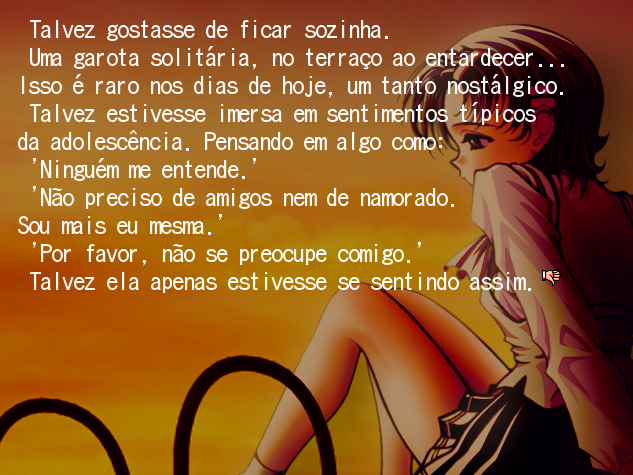 Talvez gostasse de ficar sozinha.
Uma garota solitária, no terraço ao entardecer...
Isso é raro nos dias de hoje, um tanto nostálgico.
Talvez estivesse imersa em sentimentos típicos
da adolescência. Pensando em algo como:
'Ninguém me entende.'
'Não preciso de amigos nem de namorado.
Sou mais eu mesma.'
'Por favor, não se preocupe comigo.'
Talvez ela apenas estivesse se sentindo assim.